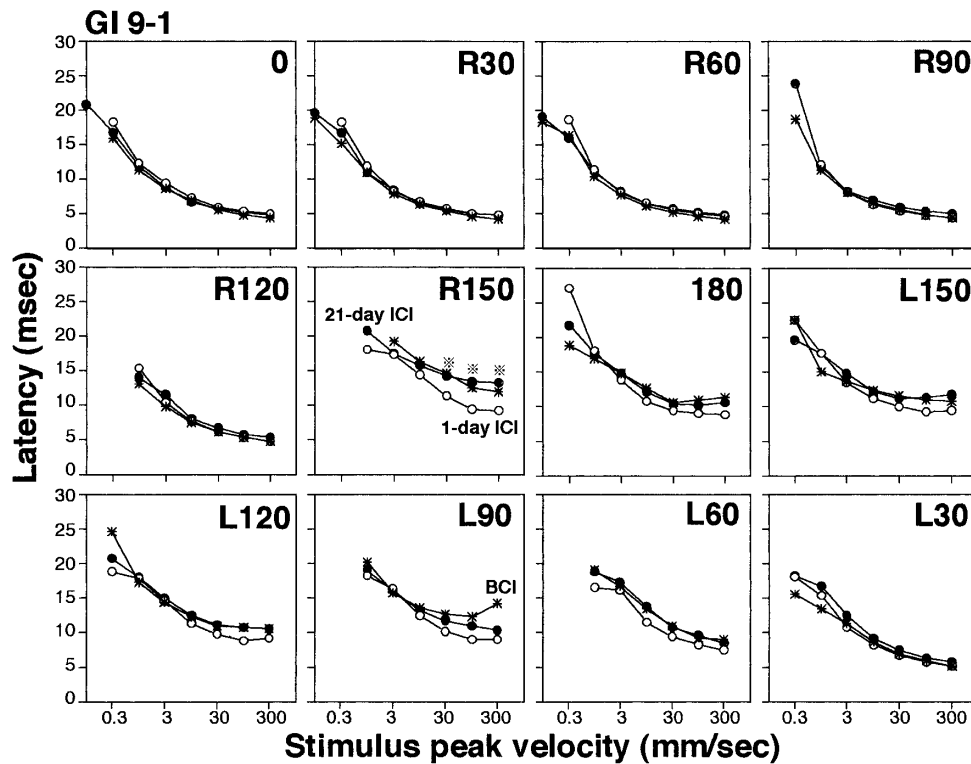 GI 9-1
30
25
20
15
10
5
0
0
R30
R60
R90
30
25
20
15
10
5
0
R120
R150
180
L150
21-day ICI
1-day ICI
Latency (msec)
30
25
20
15
10
5
0
L120
L90
L60
L30
BCI
0.3 3 30 300
0.3 3 30 300
0.3 3 30 300
0.3 3 30 300
Stimulus peak velocity (mm/sec)